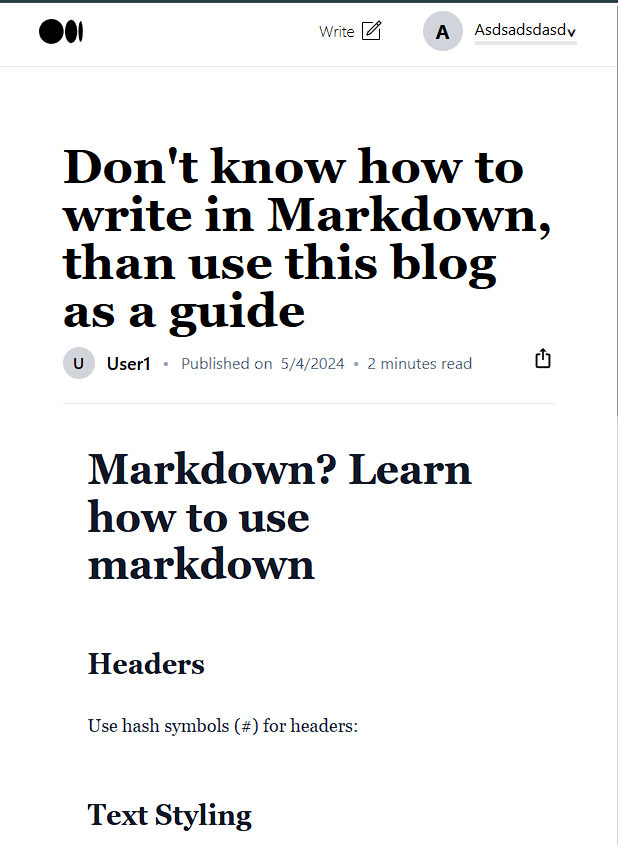 Write
A
Asdsadsdasd
Don't know how to
write in Markdown,
than use this blog
as a guide
U User1 • Published on 5/4/2024 • 2 minutes read
Markdown? Learn
how to use
markdown
Headers
Use hash symbols (#) for headers:
Text Styling